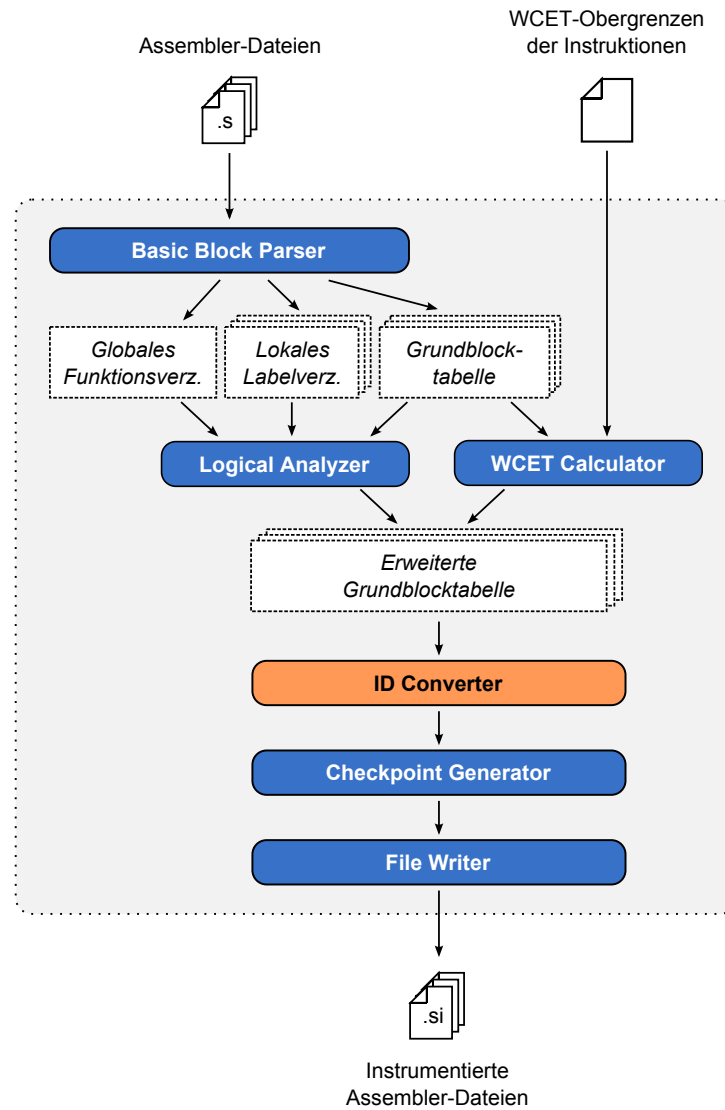 Assembler-Dateien
WCET-Obergrenzen
der Instruktionen
.s
Basic Block Parser
Globales
Funktionsverz.
Lokales
Labelverz.
Grundblock-
tabelle
Logical Analyzer
WCET Calculator
Erweiterte
Grundblocktabelle
ID Converter
Checkpoint Generator
File Writer
.si
Instrumentierte
Assembler-Dateien